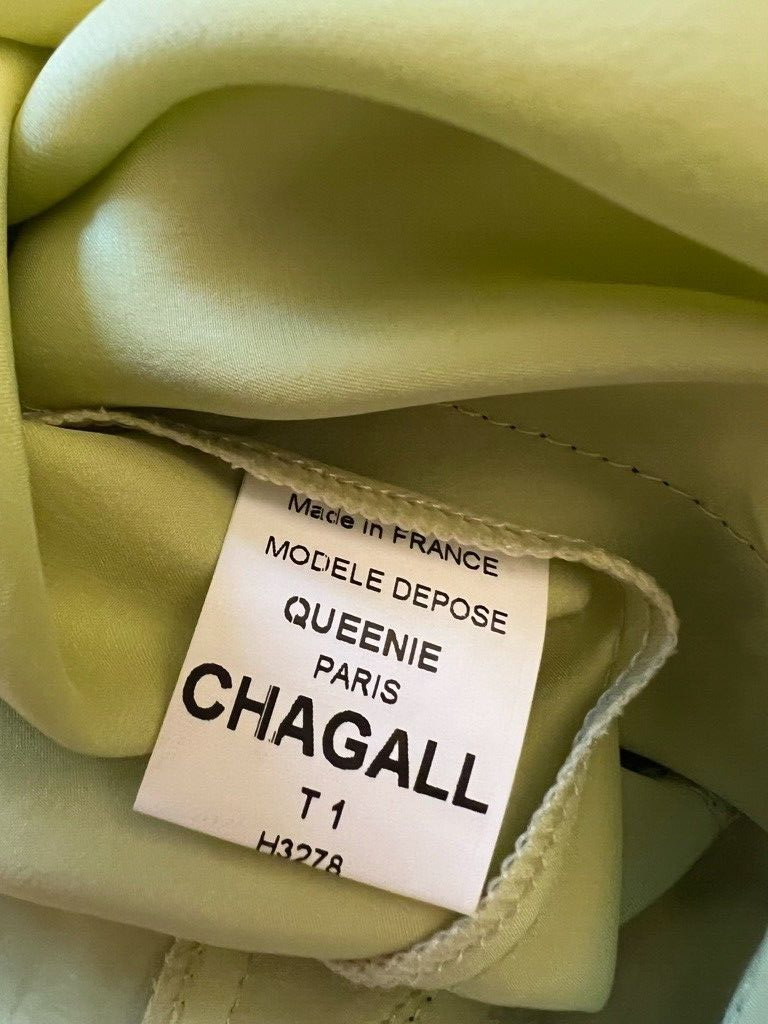 Made in FRANCE
MODELE DEPOSE
QUEENIE
PARIS
CHAGALL
T 1
H3278